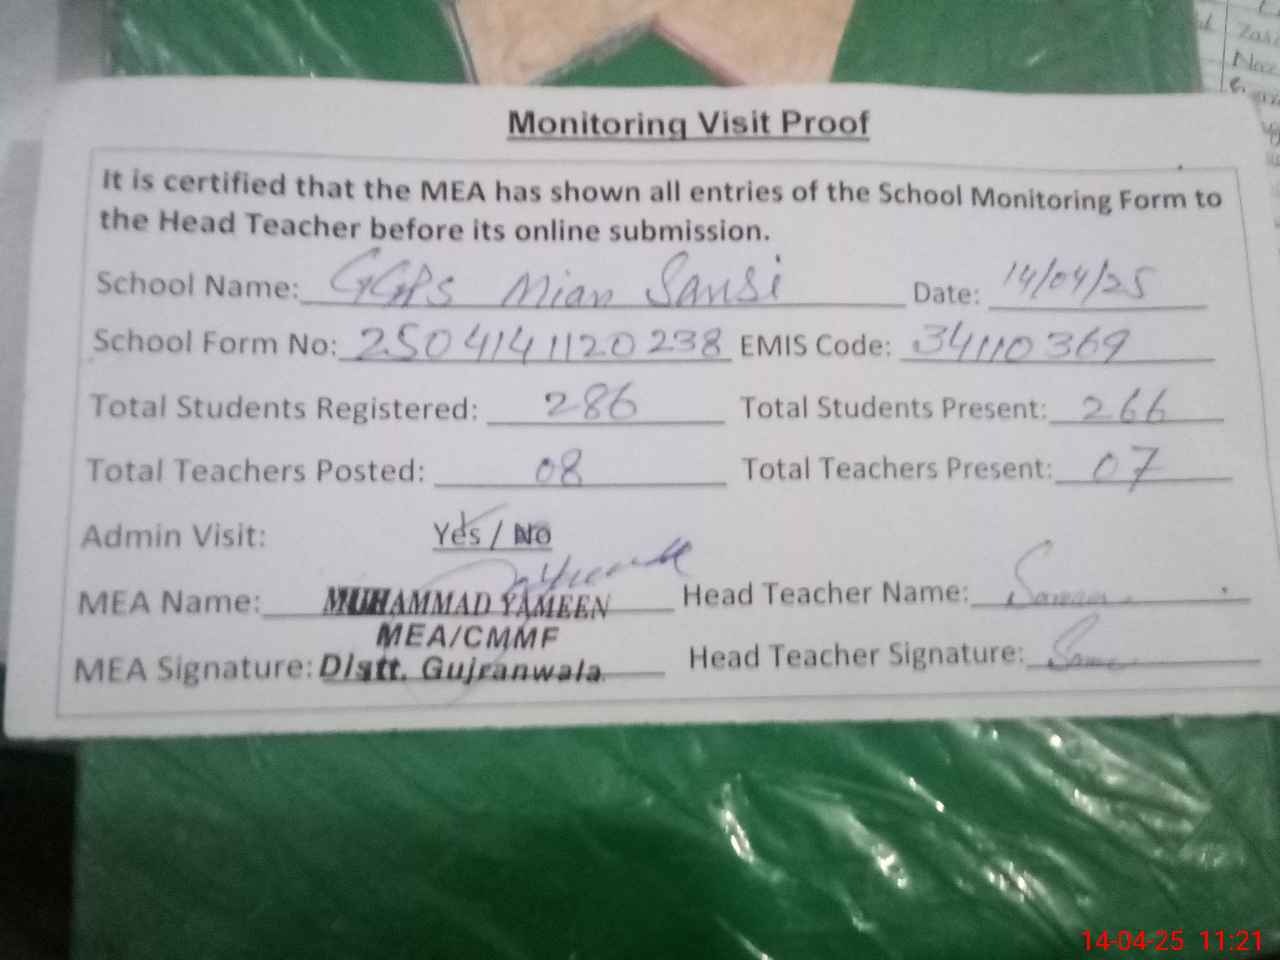 Monitoring Visit Proof
It is certified that the MEA has shown all entries of the School Monitoring Form to
the Head Teacher before its online submission.
School Name: GGPS Mian Sansi Date: 14/04/25
School Form No: 2504141120238 EMIS Code: 34110369
Total Students Registered: 286 Total Students Present: 266
Total Teachers Posted: 08 Total Teachers Present: 07
Admin Visit: Yes / No
MEA Name: MUHAMMAD YAMEEN Head Teacher Name:
MEA/CMMF
MEA Signature: Distt. Gujranwala Head Teacher Signature:
14-04-25 11:21